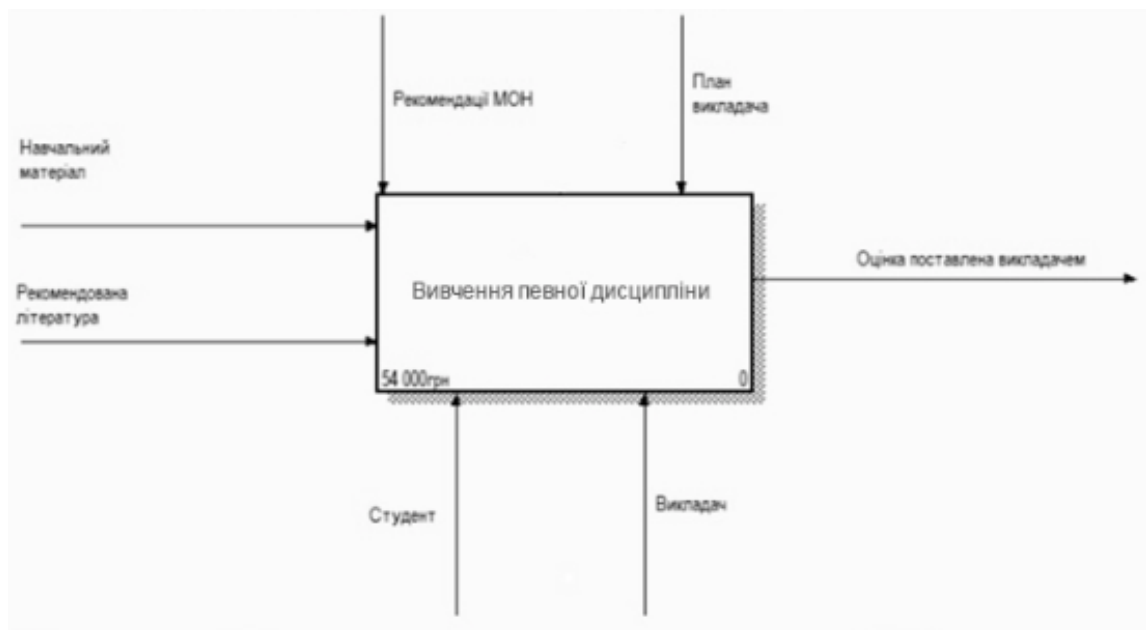 Рекомендації МОН
План
викладача
Навчальний
матеріал
Оцінка поставлена викладачем
Рекомендована
література
Вивчення певної дисципліни
54 000грн
0
Студент
Викладач